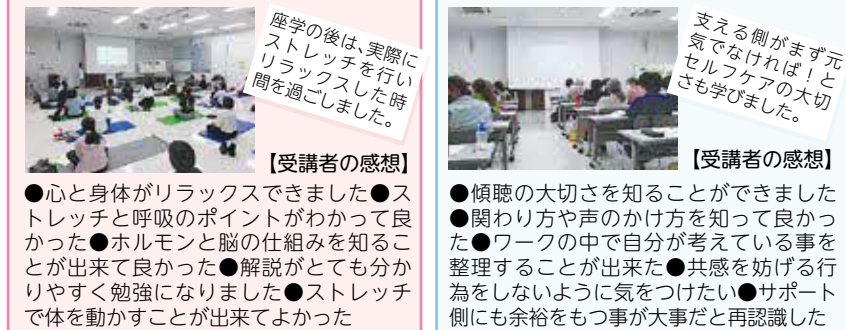 座学の後は、実際に
ストレッチを行い
リラックスした時
間を過ごしました。
【受講者の感想】
●心と身体がリラックスできました●ス
トレッチと呼吸のポイントがわかって良
かった●ホルモンと脳の仕組みを知るこ
とが出来て良かった●解説がとても分か
りやすく勉強になりました●ストレッチ
で体を動かすことが出来てよかった
支える側がまず元
気でなければ！と
セルフケアの大切
さも学びました。
【受講者の感想】
●傾聴の大切さを知ることができました
●関わり方や声のかけ方を知って良かっ
た●ワークの中で自分が考えている事を
整理することが出来た●共感を妨げる行
為をしないように気をつけたい●サポート
側にも余裕をもつ事が大事だと再認識した